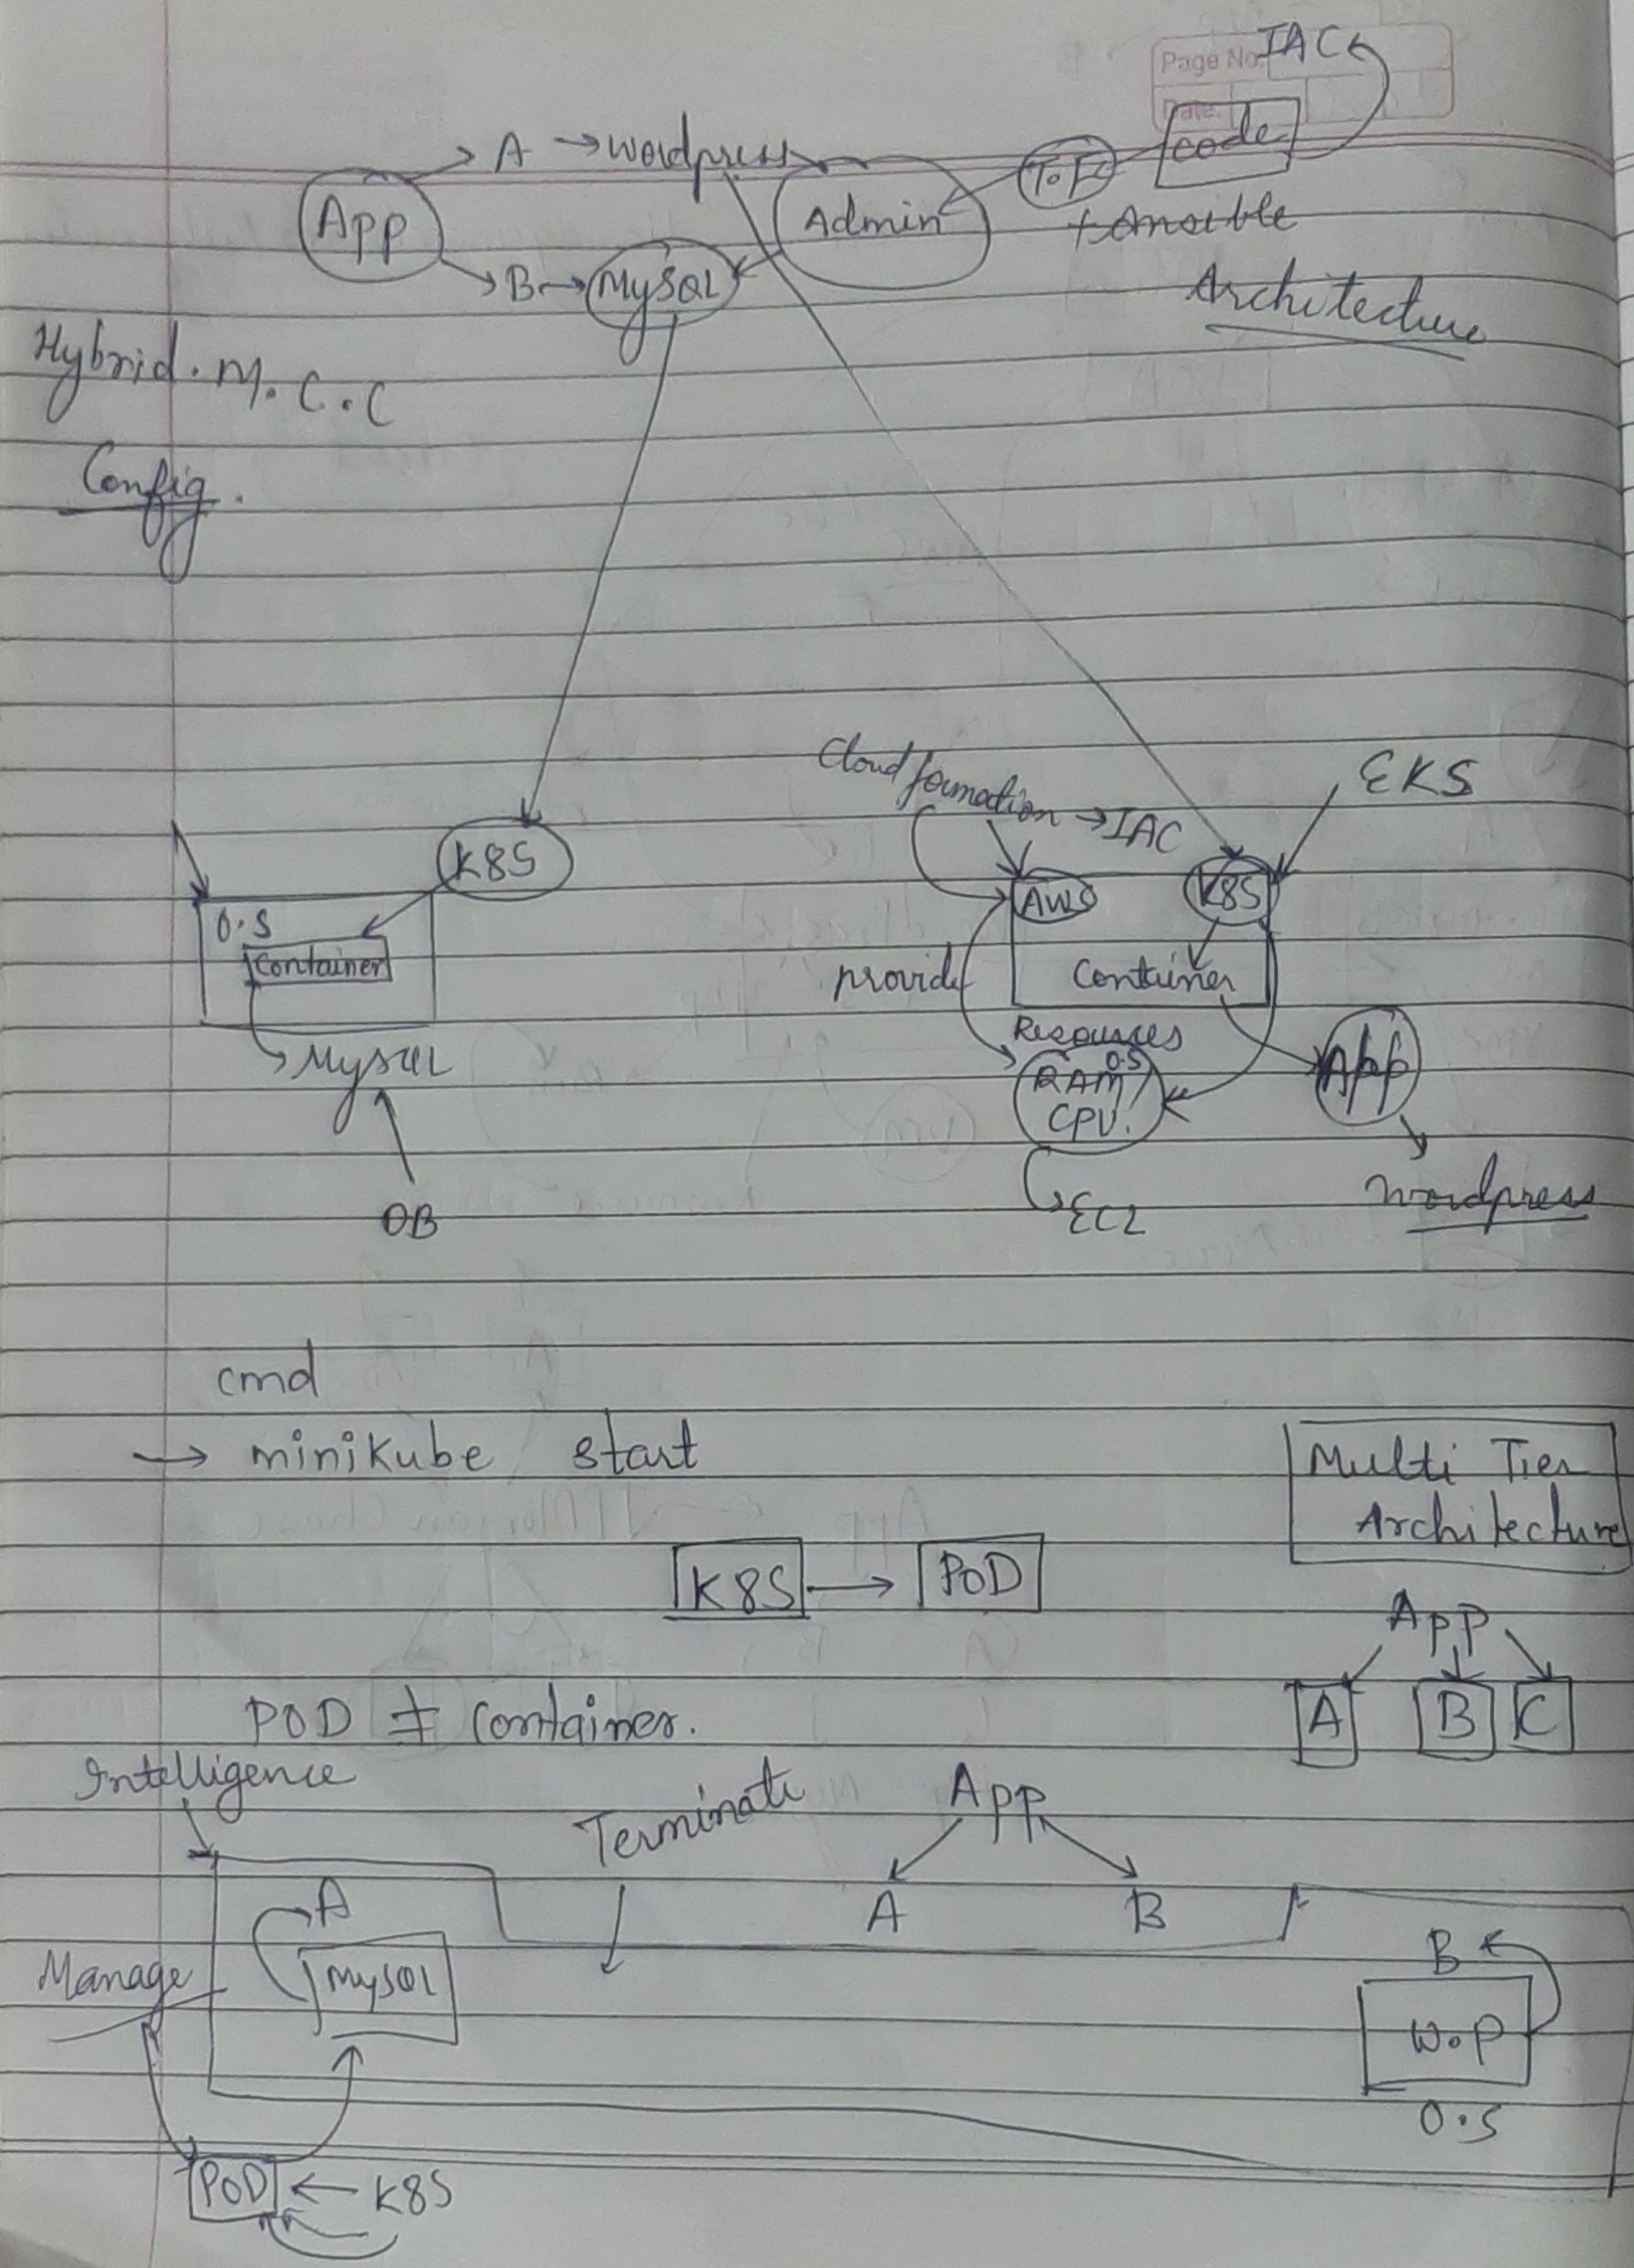 Page No. IAC
Date: code
A → wordpress
App Admin T.F
+ Ansible
B → MySQL
Architecture
Hybrid. M. C. C
Config.
Cloud formation → IAC
EKS
K8S
AWS K8S
O.S
Container
provide Container
Resources
MySQL
RAM/ O.S
CPU.
App
DB
EC2
wordpress
cmd
→ minikube start
Multi Tier
Architecture
K8S → POD
App
A B C
POD ≠ Container.
Intelligence
Terminate
App
A
A B
B
Manage
MySQL
W.P
O.S
POD ← K8S